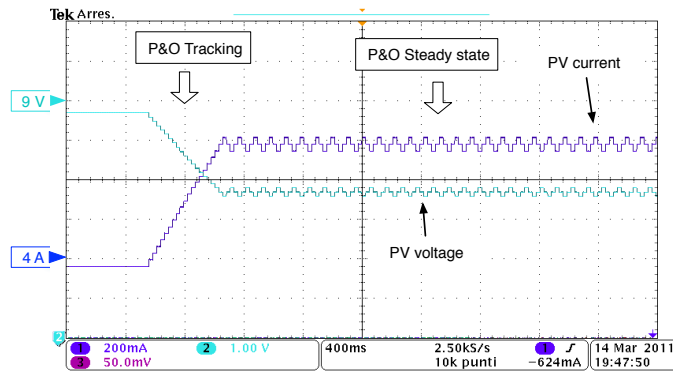 Tek Arres.
P&O Tracking
P&O Steady state
PV current
9 V
4 A
PV voltage
2
1 200mA 2 1.00 V 400ms 2.50kS/s 1 14 Mar 2011
3 50.0mV 10k punti −624mA 19:47:50